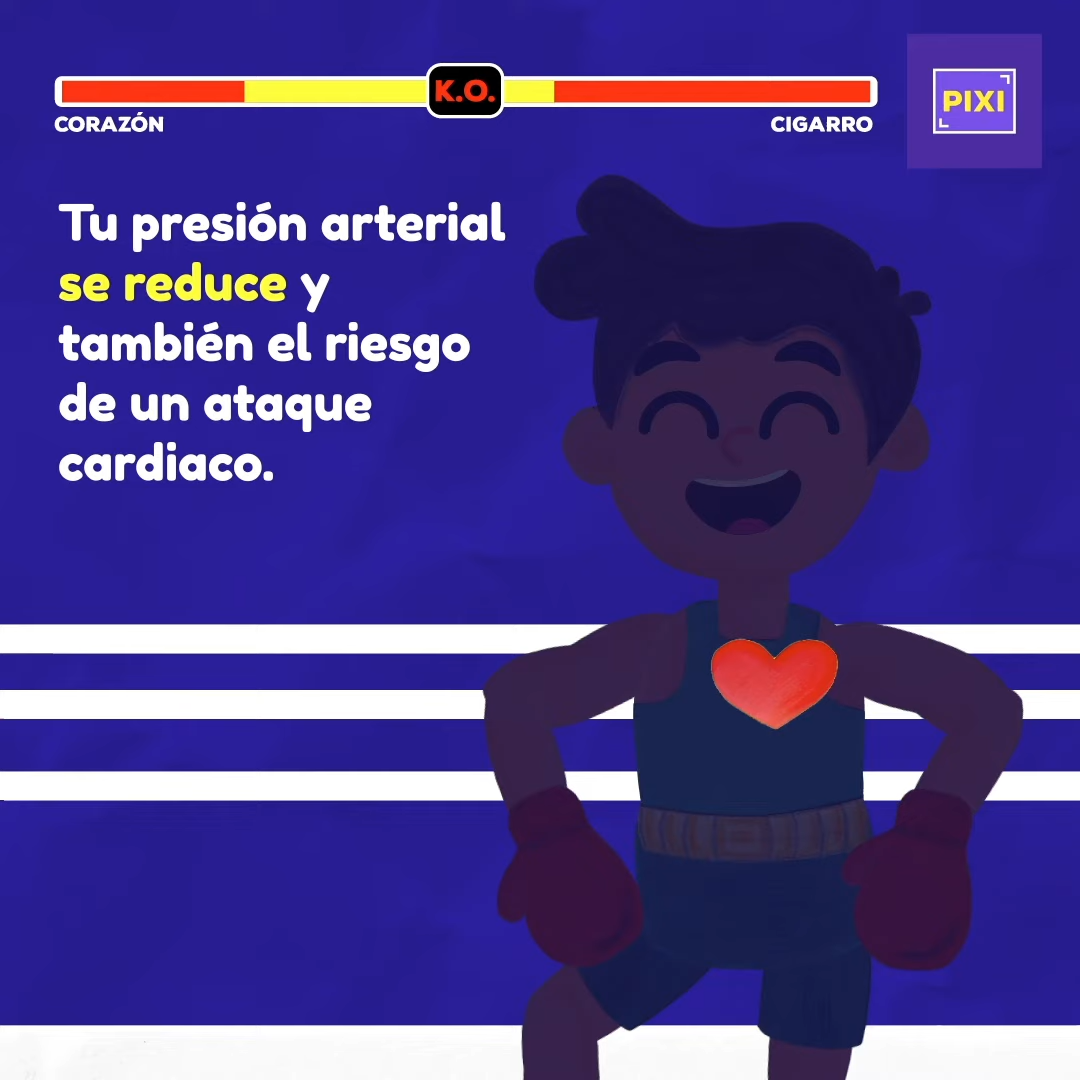 K.O.
CORAZÓN
CIGARRO
PIXI
Tu presión arterial
se reduce y
también el riesgo
de un ataque
cardiaco.